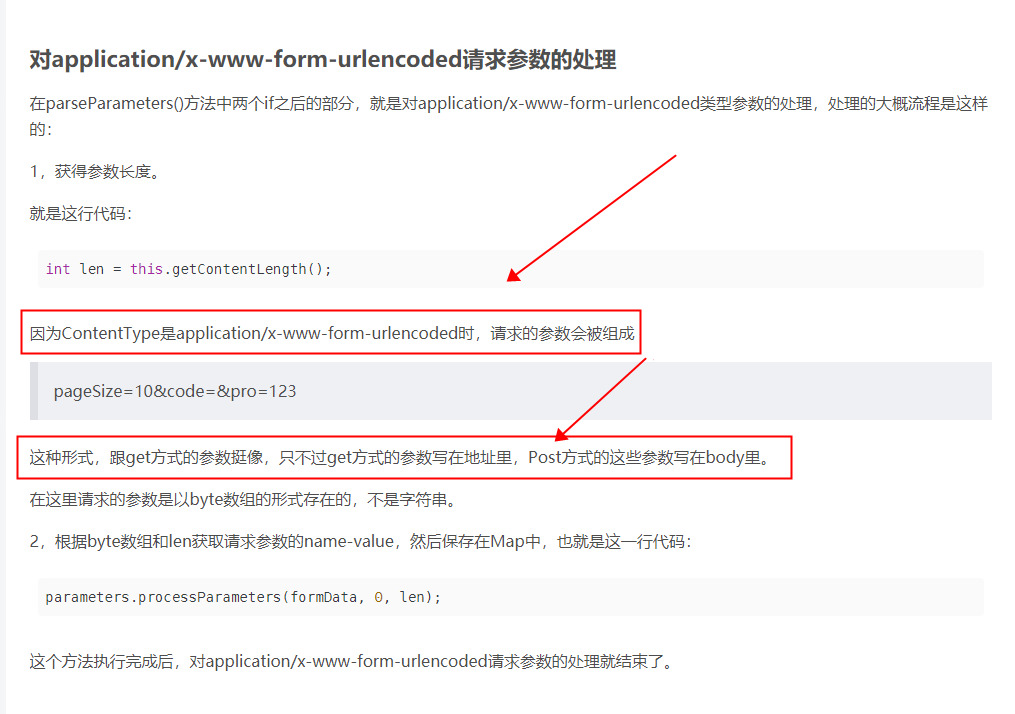 对application/x-www-form-urlencoded请求参数的处理
在parseParameters()方法中两个if之后的部分，就是对application/x-www-form-urlencoded类型参数的处理，处理的大概流程是这样
的：
1，获得参数长度。
就是这行代码：
int len = this.getContentLength();
因为ContentType是application/x-www-form-urlencoded时，请求的参数会被组成
pageSize=10&code=&pro=123
这种形式，跟get方式的参数挺像，只不过get方式的参数写在地址里，Post方式的这些参数写在body里。
在这里请求的参数是以byte数组的形式存在的，不是字符串。
2，根据byte数组和len获取请求参数的name-value，然后保存在Map中，也就是这一行代码：
parameters.processParameters(formData, 0, len);
这个方法执行完成后，对application/x-www-form-urlencoded请求参数的处理就结束了。